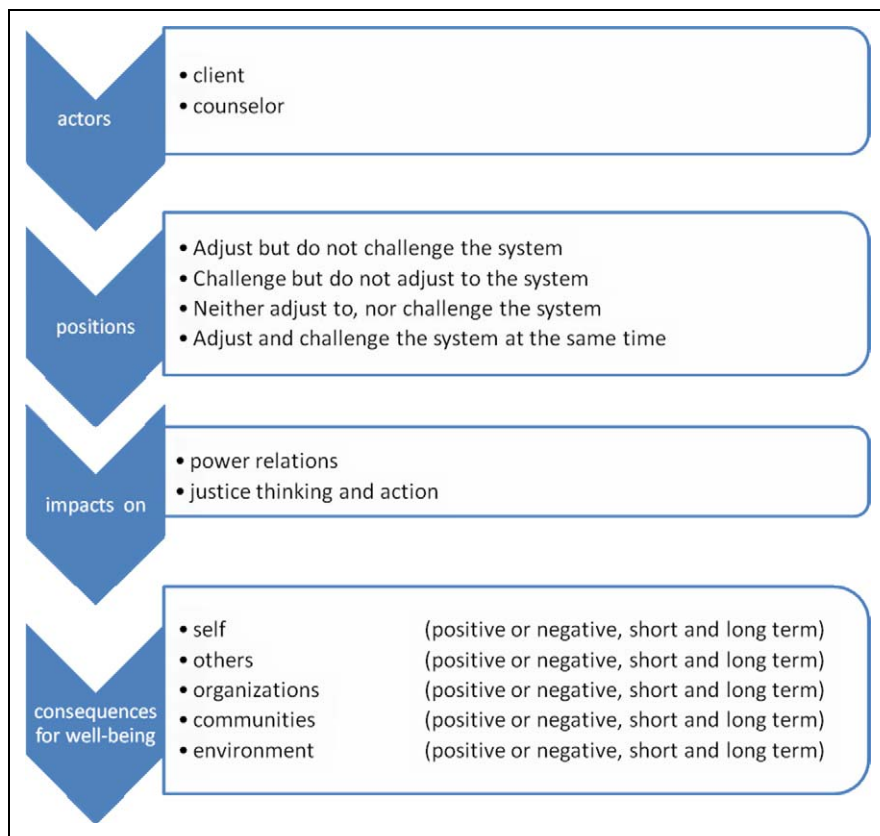 actors
• client
• counselor
positions
• Adjust but do not challenge the system
• Challenge but do not adjust to the system
• Neither adjust to, nor challenge the system
• Adjust and challenge the system at the same time
impacts on
• power relations
• justice thinking and action
consequences
for well-being
• self (positive or negative, short and long term)
• others (positive or negative, short and long term)
• organizations (positive or negative, short and long term)
• communities (positive or negative, short and long term)
• environment (positive or negative, short and long term)